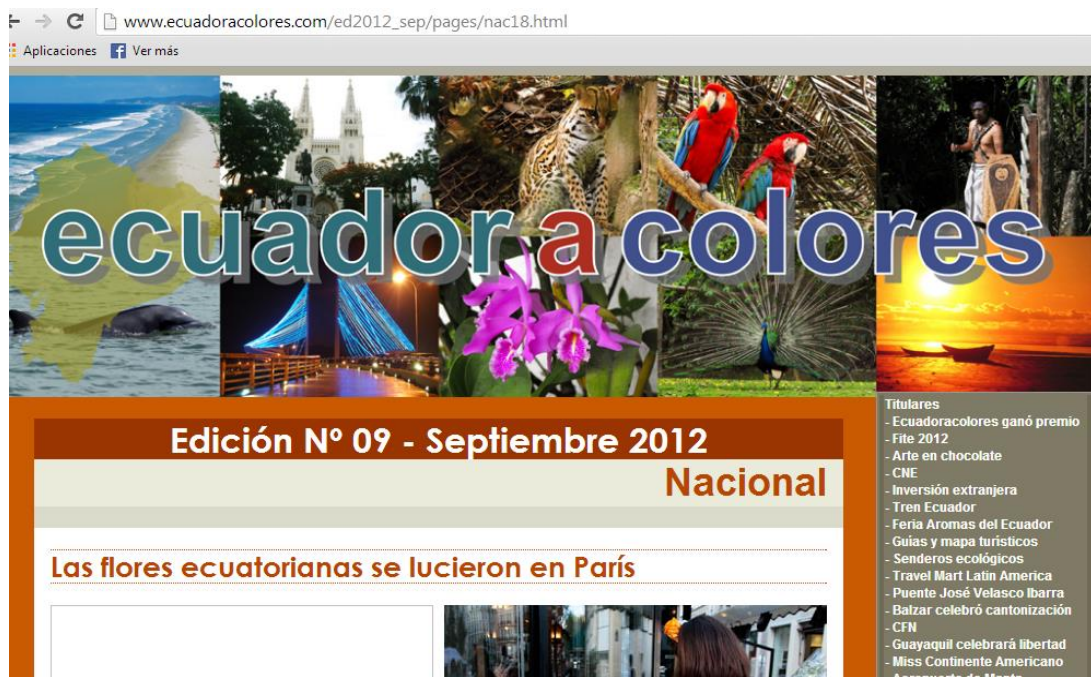 www.ecuadoracolores.com/ed2012_sep/pages/nac18.html
Aplicaciones Ver más
ecuador a colores
Edición Nº 09 - Septiembre 2012
Nacional
Las flores ecuatorianas se lucieron en París
Titulares
- Ecuadoracolores ganó premio
- Fite 2012
- Arte en chocolate
- CNE
- Inversión extranjera
- Tren Ecuador
- Feria Aromas del Ecuador
- Guías y mapa turísticos
- Senderos ecológicos
- Travel Mart Latin America
- Puente José Velasco Ibarra
- Balzar celebró cantonización
- CFN
- Guayaquil celebrará libertad
- Miss Continente Americano
- Aeropuerto de Manta